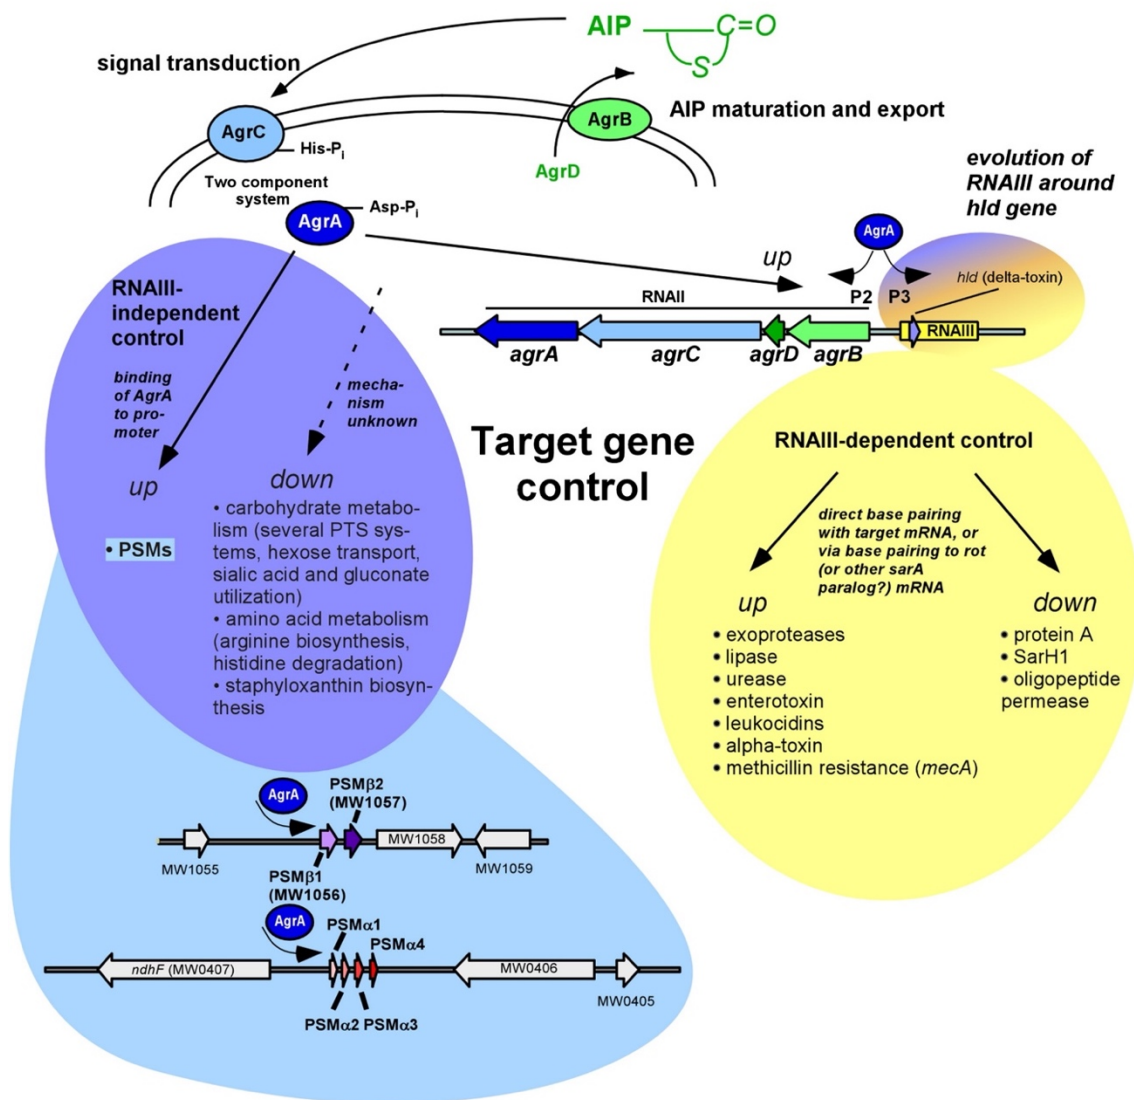 AIP
C=O
S
signal transduction
AIP maturation and export
AgrC
AgrB
His-Pi
AgrD
Two component
system
AgrA
Asp-Pi
evolution of
RNAIII around
hld gene
AgrA
up
hld (delta-toxin)
P2
P3
RNAII
RNAIII
agrA
agrC
agrD
agrB
RNAIII-
independent
control
binding
of AgrA
to pro-
moter
mecha-
nism
unknown
Target gene
control
up
down
• PSMs
• carbohydrate metabo-
lism (several PTS sys-
tems, hexose transport,
sialic acid and gluconate
utilization)
• amino acid metabolism
(arginine biosynthesis,
histidine degradation)
• staphyloxanthin biosyn-
thesis
RNAIII-dependent control
direct base pairing
with target mRNA, or
via base pairing to rot
(or other sarA
paralog?) mRNA
up
• exoproteases
• lipase
• urease
• enterotoxin
• leukocidins
• alpha-toxin
• methicillin resistance (mecA)
down
• protein A
• SarH1
• oligopeptide
permease
AgrA
PSMβ2
(MW1057)
MW1055
MW1058
MW1059
PSMβ1
(MW1056)
AgrA
PSMα1
PSMα4
ndhF (MW0407)
MW0406
MW0405
PSMα2
PSMα3